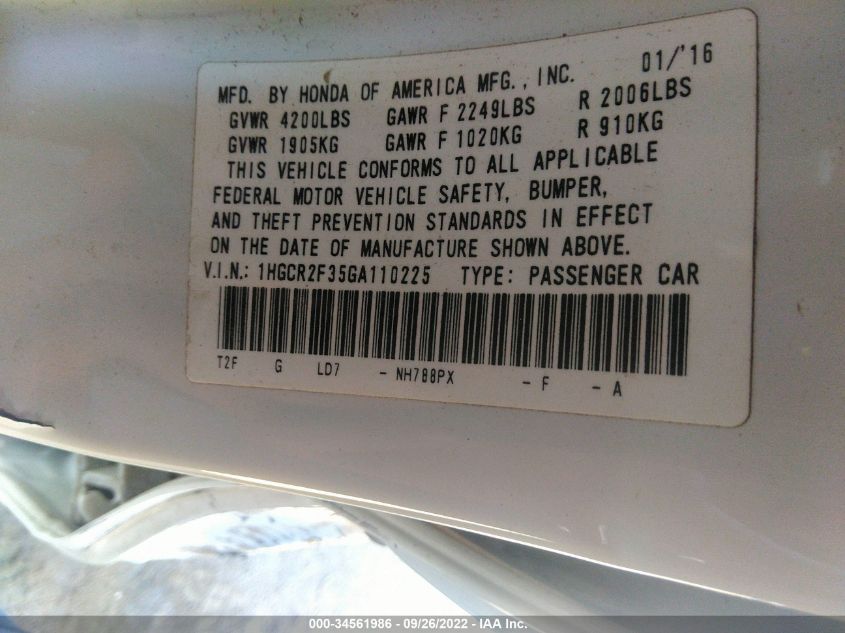 01/'16
MFD. BY HONDA OF AMERICA MFG., INC.
GVWR 4200LBS GAWR F 2249LBS R 2006LBS
GVWR 1905KG GAWR F 1020KG R 910KG
THIS VEHICLE CONFORMS TO ALL APPLICABLE
FEDERAL MOTOR VEHICLE SAFETY, BUMPER,
AND THEFT PREVENTION STANDARDS IN EFFECT
ON THE DATE OF MANUFACTURE SHOWN ABOVE.
V.I.N.: 1HGCR2F35GA110225 TYPE: PASSENGER CAR
T2F G LD7 - NH788PX - F - A
000-34561986 - 09/26/2022 - IAA Inc.